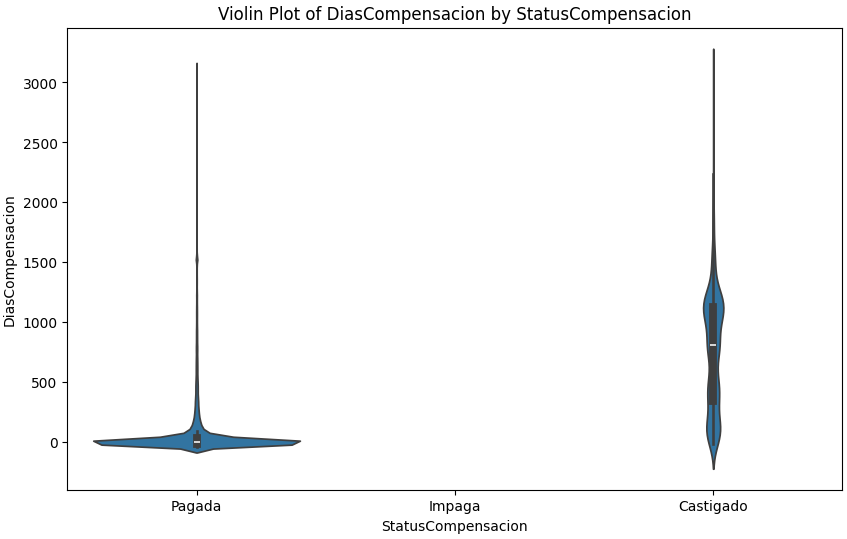 Violin Plot of DiasCompensacion by StatusCompensacion
DiasCompensacion
3000
2500
2000
1500
1000
500
0
Pagada
Impaga
Castigado
StatusCompensacion